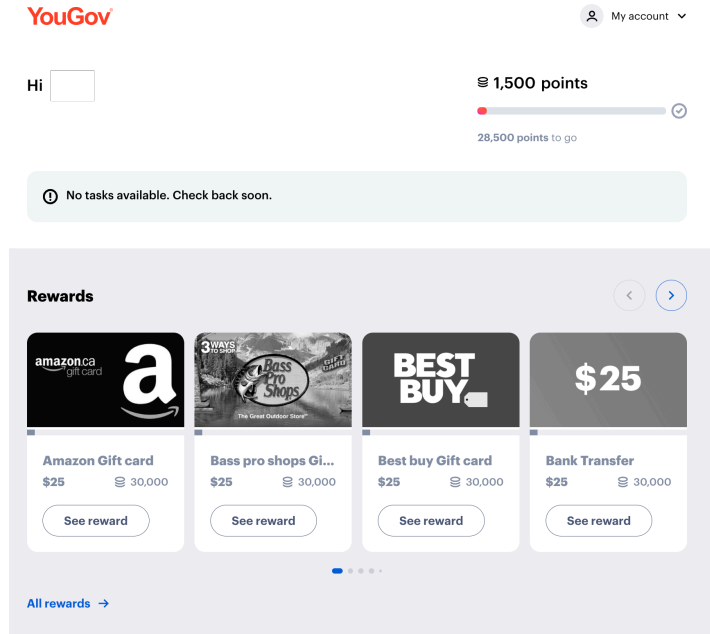 YouGov®
My account
Hi
1,500 points
28,500 points to go
No tasks available. Check back soon.
Rewards
amazon.ca
gift card
a
3 WAYS
TO SHOP
GIFT
CARD
Bass
Pro
Shops
The Great Outdoor Store™
BEST
BUY
$25
Amazon Gift card
$25 30,000
See reward
Bass pro shops Gi...
$25 30,000
See reward
Best buy Gift card
$25 30,000
See reward
Bank Transfer
$25 30,000
See reward
All rewards